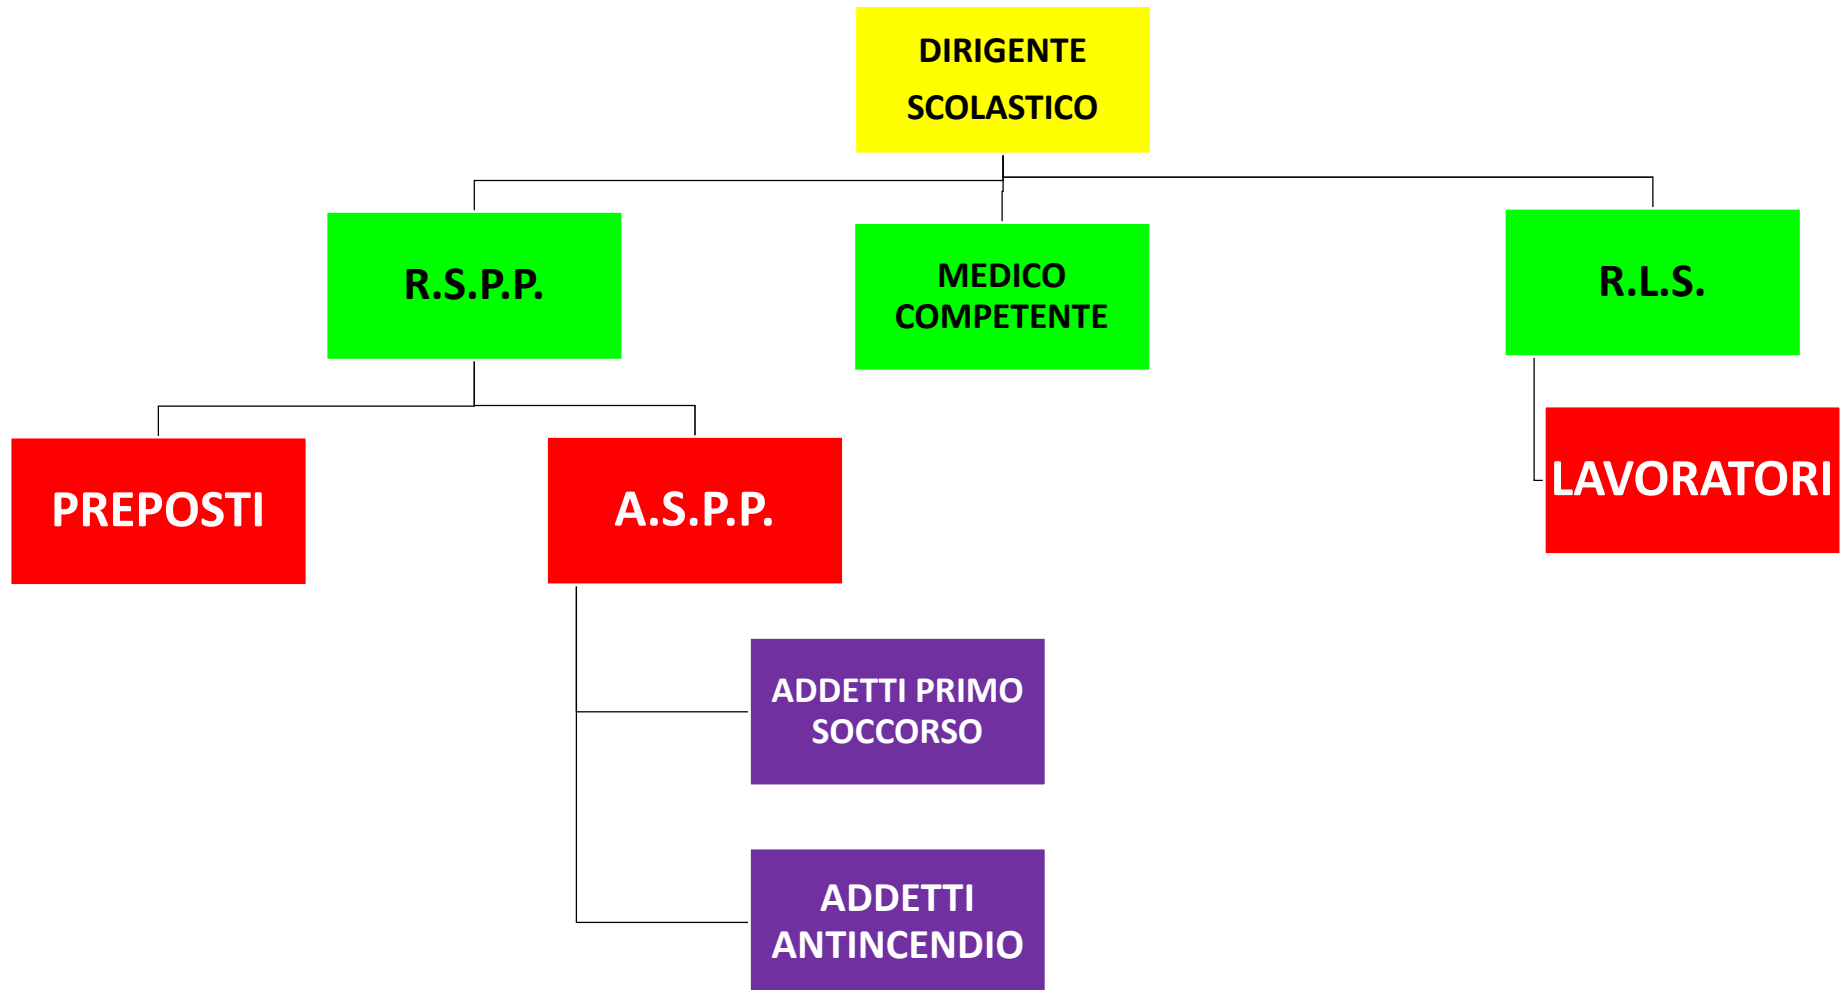 DIRIGENTE
SCOLASTICO
R.S.P.P.
MEDICO
COMPETENTE
R.L.S.
PREPOSTI
A.S.P.P.
LAVORATORI
ADDETTI PRIMO
SOCCORSO
ADDETTI
ANTINCENDIO